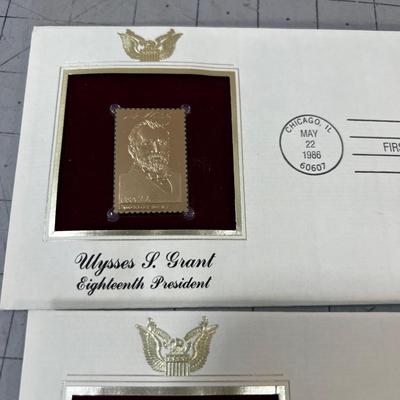 CHICAGO, IL
MAY
22
1986
60607
FIRS
Ulysses S. Grant
Eighteenth President